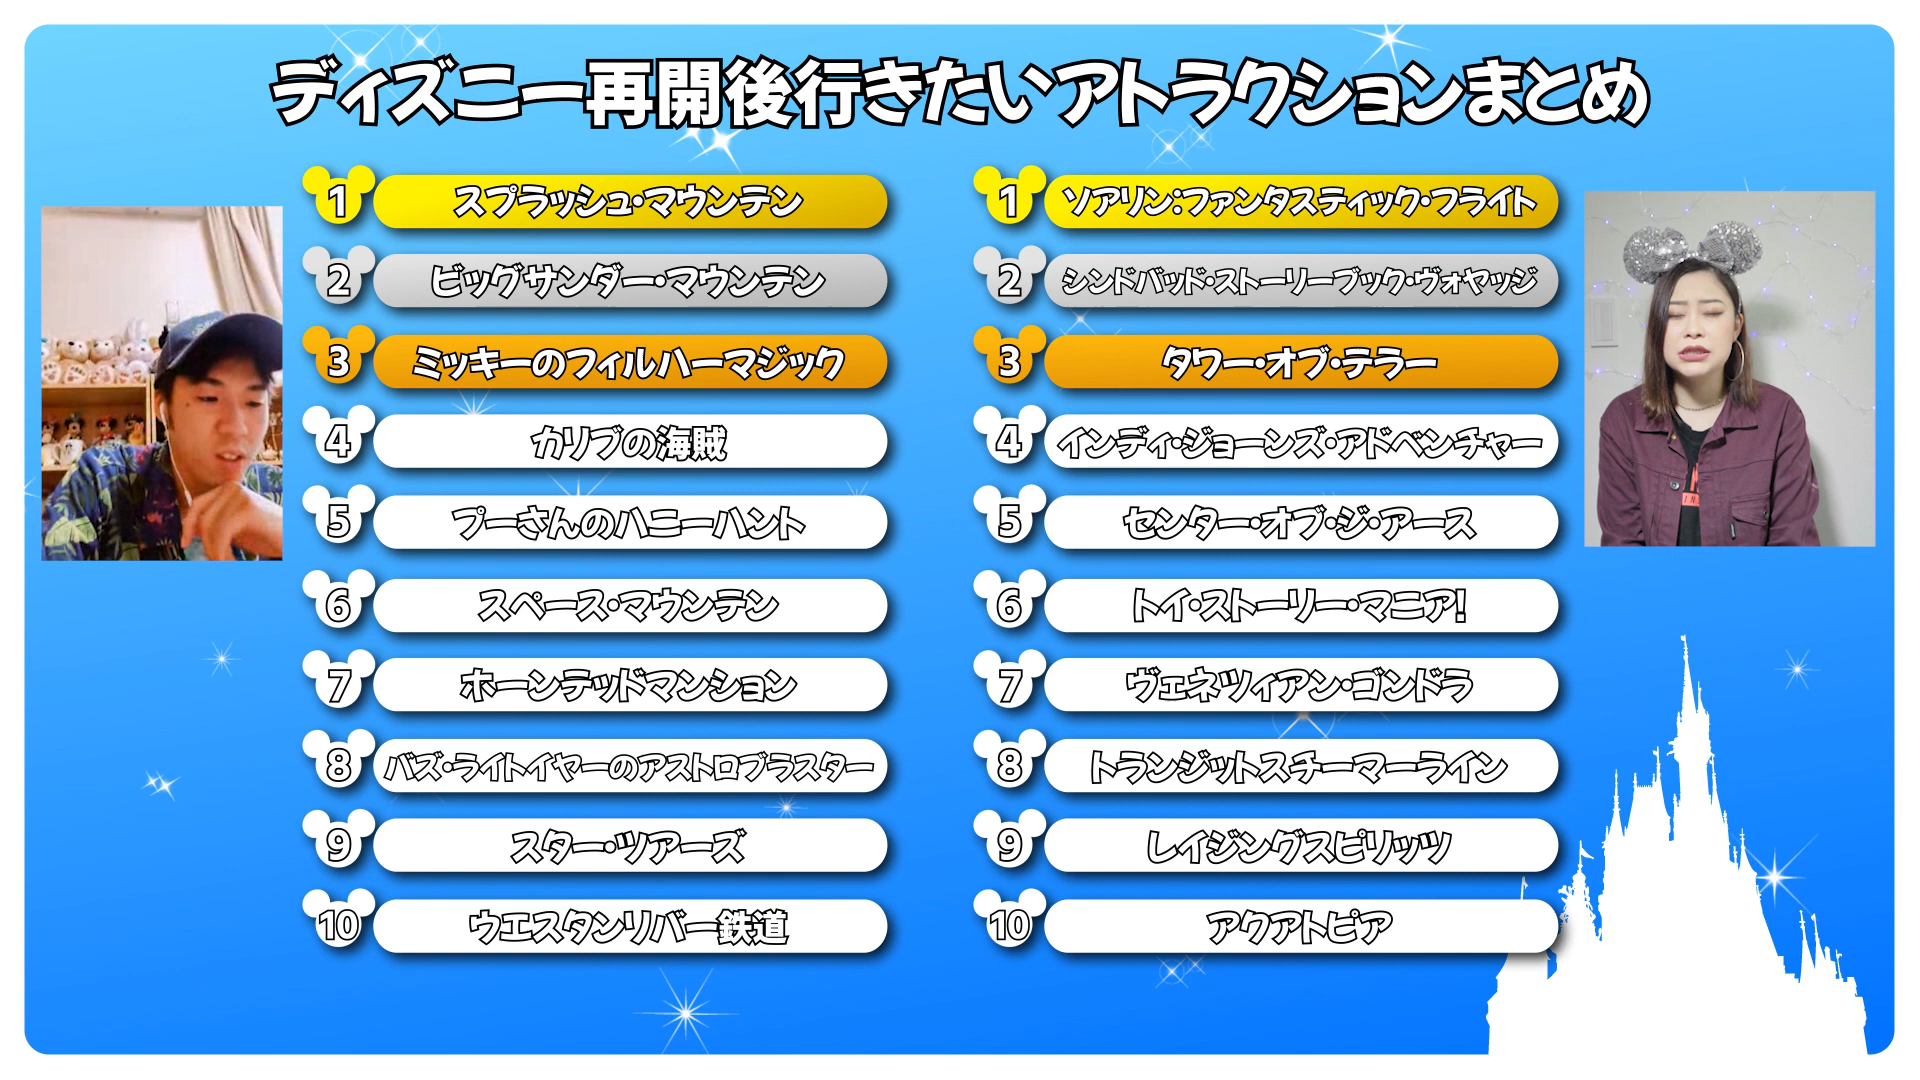 ディズニー再開後行きたいアトラクションまとめ
1 スプラッシュ・マウンテン
2 ビッグサンダー・マウンテン
3 ミッキーのフィルハーマジック
4 カリブの海賊
5 プーさんのハニーハント
6 スペース・マウンテン
7 ホーンテッドマンション
8 バズ・ライトイヤーのアストロブラスター
9 スター・ツアーズ
10 ウエスタンリバー鉄道
1 ソアリン:ファンタスティック・フライト
2 シンドバッド・ストーリーブック・ヴォヤッジ
3 タワー・オブ・テラー
4 インディ・ジョーンズ・アドベンチャー
5 センター・オブ・ジ・アース
6 トイ・ストーリー・マニア!
7 ヴェネツィアン・ゴンドラ
8 トランジットスチーマーライン
9 レイジングスピリッツ
10 アクアトピア